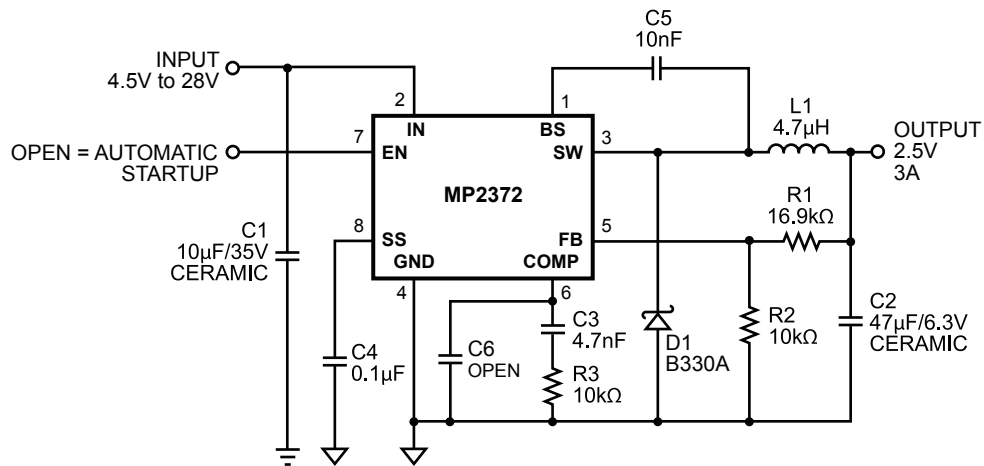 C5
10nF
INPUT
4.5V to 28V
2
1
L1
4.7µH
IN
BS
OUTPUT
2.5V
3A
7
EN
SW
3
OPEN = AUTOMATIC
STARTUP
MP2372
R1
16.9kΩ
C1
10µF/35V
CERAMIC
8
SS
FB
5
GND
COMP
4
6
C2
47µF/6.3V
CERAMIC
R2
10kΩ
C3
4.7nF
D1
B330A
C4
0.1µF
C6
OPEN
R3
10kΩ